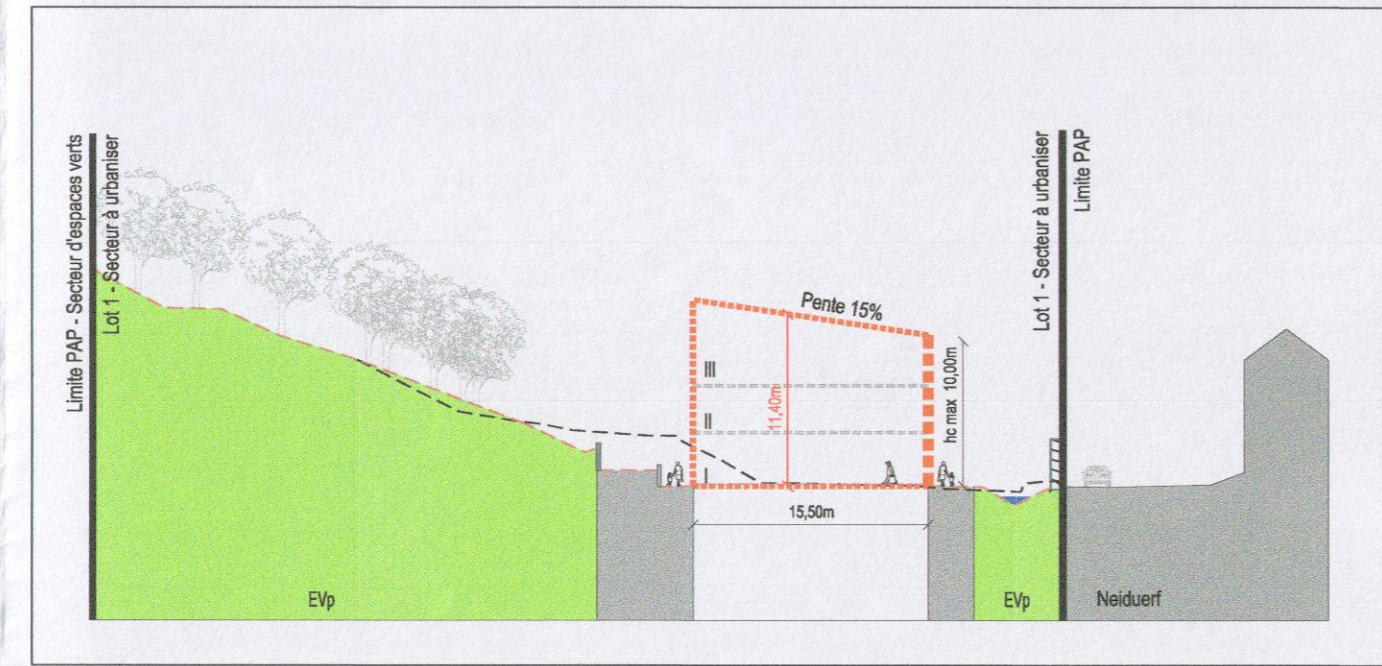 Limite PAP - Secteur d'espaces verts
Lot 1 - Secteur à urbaniser
Pente 15%
III
II
I
11,40m
hc max 10,00m
15,50m
Lot 1 - Secteur à urbaniser
Limite PAP
EVp
EVp
Neiduerf